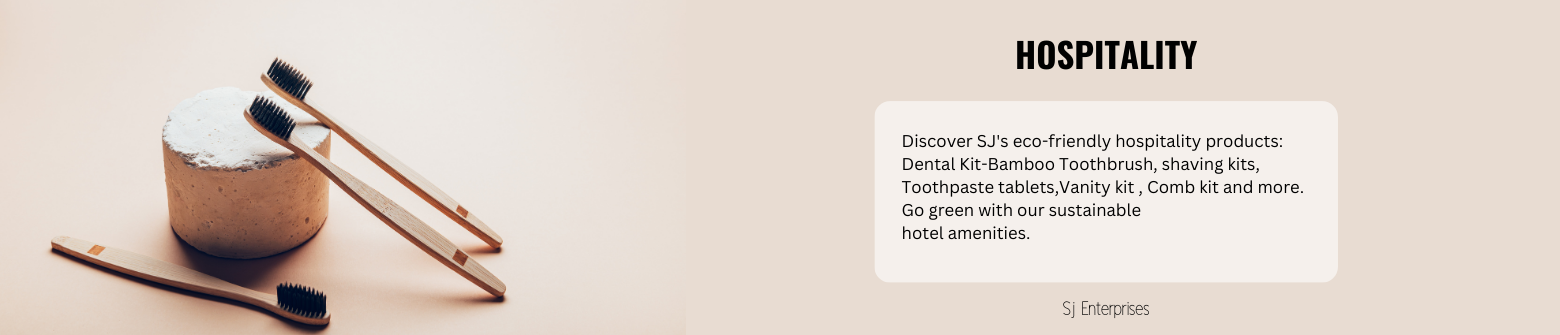 HOSPITALITY
Discover SJ's eco-friendly hospitality products:
Dental Kit-Bamboo Toothbrush, shaving kits,
Toothpaste tablets,Vanity kit , Comb kit and more.
Go green with our sustainable
hotel amenities.
Sj Enterprises